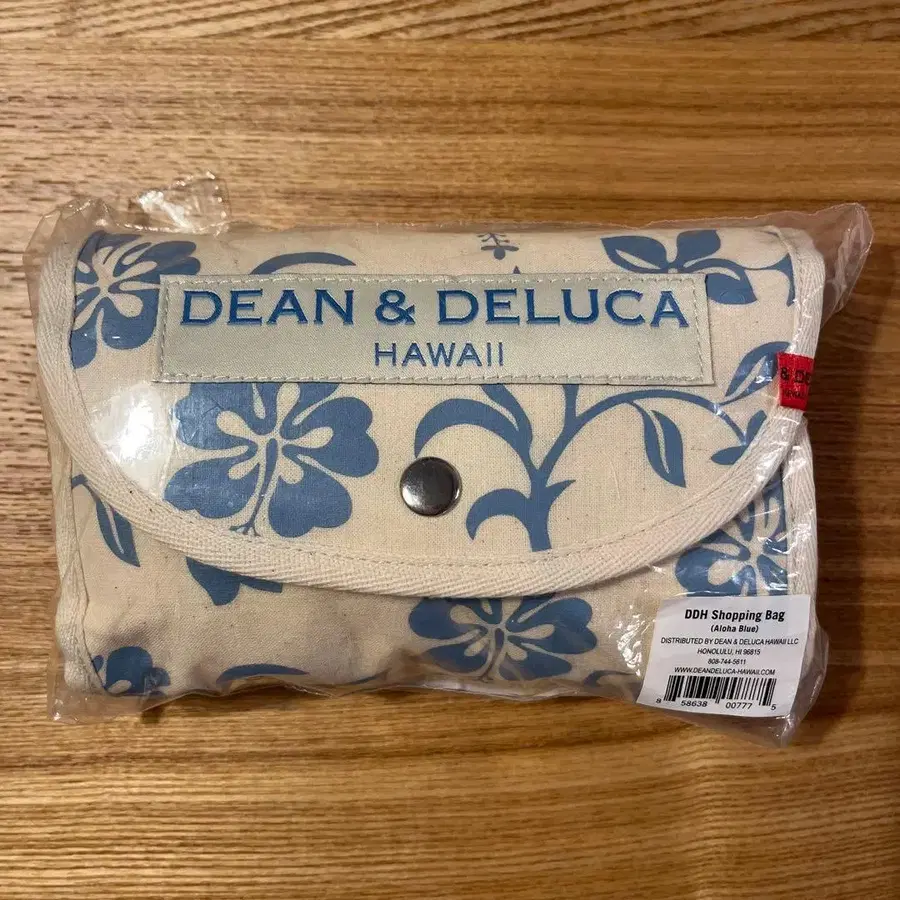 DEAN & DELUCA
HAWAII
& DE
DDH Shopping Bag
(Aloha Blue)
DISTRIBUTED BY DEAN & DELUCA HAWAII LLC
HONOLULU, HI 96815
808-744-5611
WWW.DEANDELUCA-HAWAII.COM
8 58638 00777 5